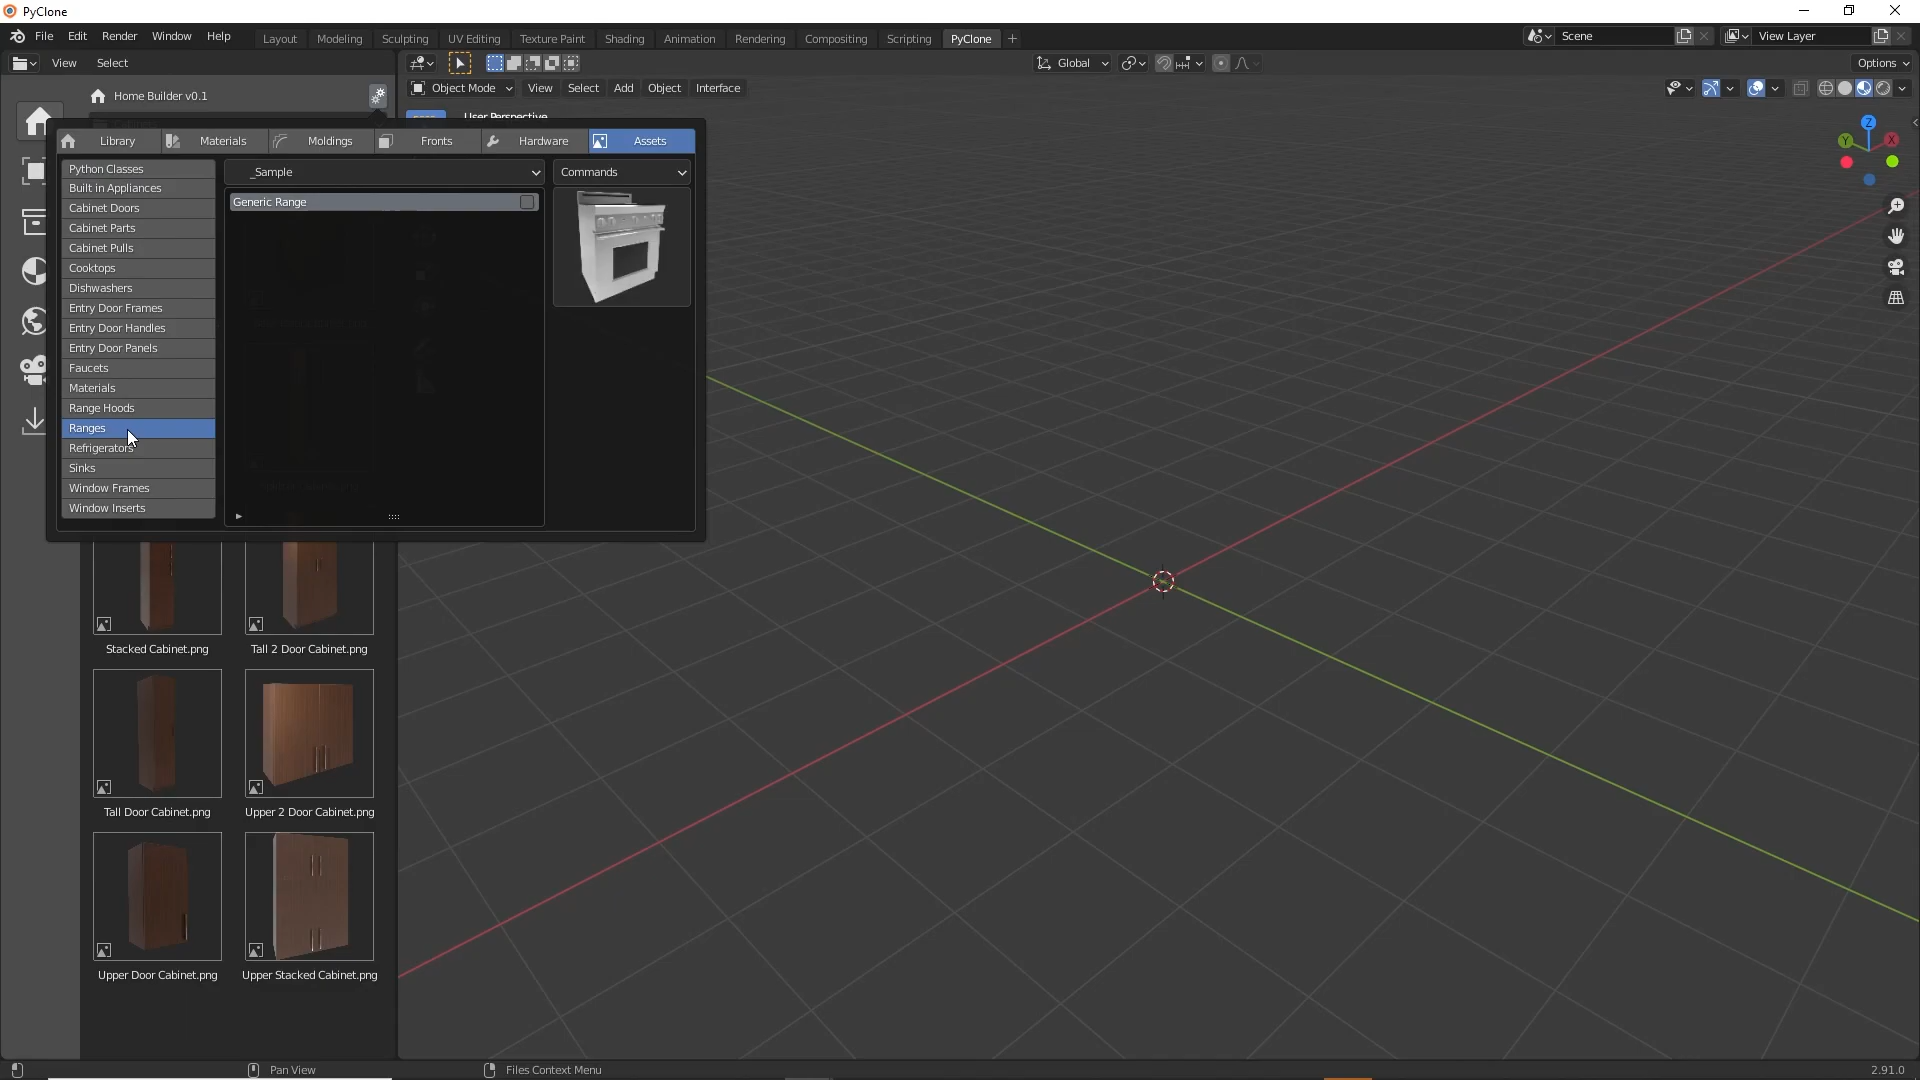 PyClone
File Edit Render Window Help
Layout Modeling Sculpting UV Editing Texture Paint Shading Animation Rendering Compositing Scripting PyClone +
Scene
View Layer
View Select
Global
Options
Home Builder v0.1
Object Mode View Select Add Object Interface
User Perspective
Library Materials Moldings Fronts Hardware Assets
Z
Y
X
Python Classes
Built in Appliances
Cabinet Doors
Cabinet Parts
Cabinet Pulls
Cooktops
Dishwashers
Entry Door Frames
Entry Door Handles
Entry Door Panels
Faucets
Materials
Range Hoods
Ranges
Refrigerators
Sinks
Window Frames
Window Inserts
_Sample
Commands
Generic Range
Stacked Cabinet.png
Tall 2 Door Cabinet.png
Tall Door Cabinet.png
Upper 2 Door Cabinet.png
Upper Door Cabinet.png
Upper Stacked Cabinet.png
Pan View
Files Context Menu
2.91.0